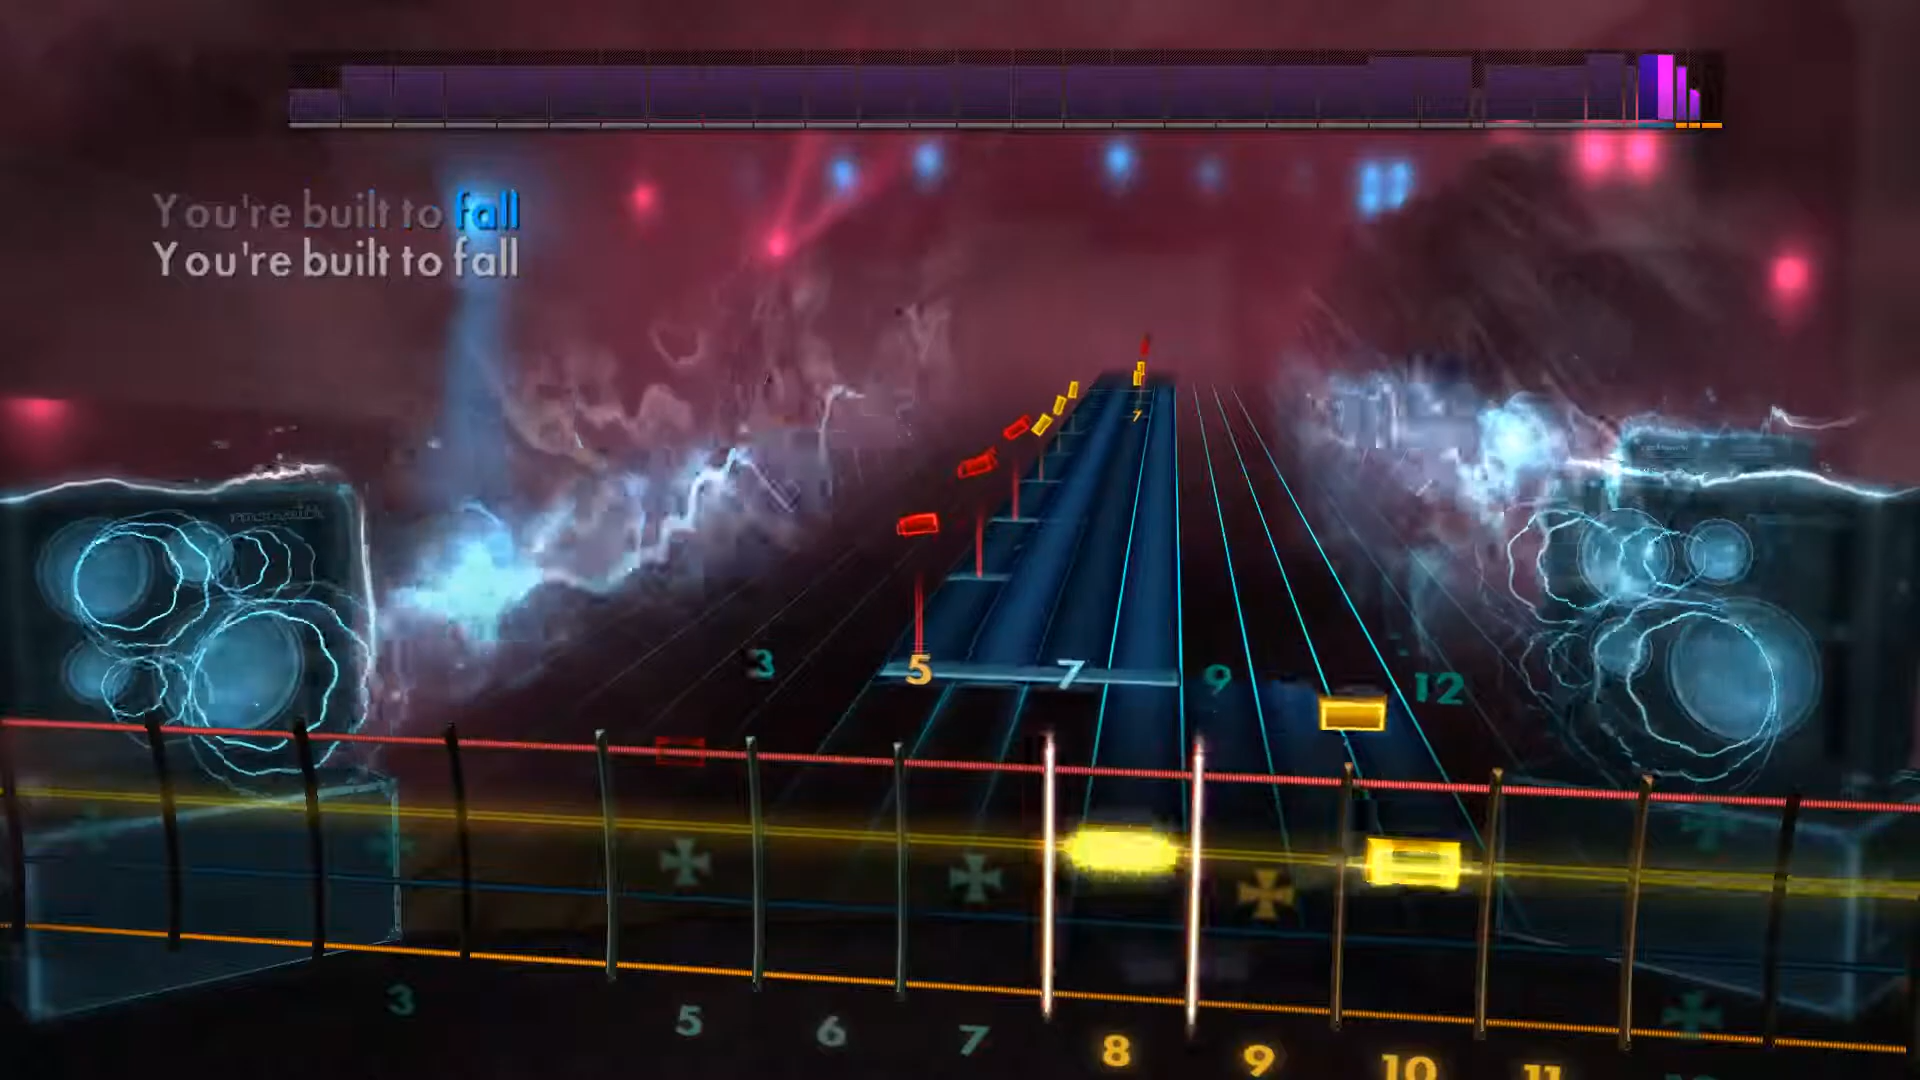 You're built to fall
You're built to fall
7
3 5 7 9 12
3 5 6 7 8 9 10 11